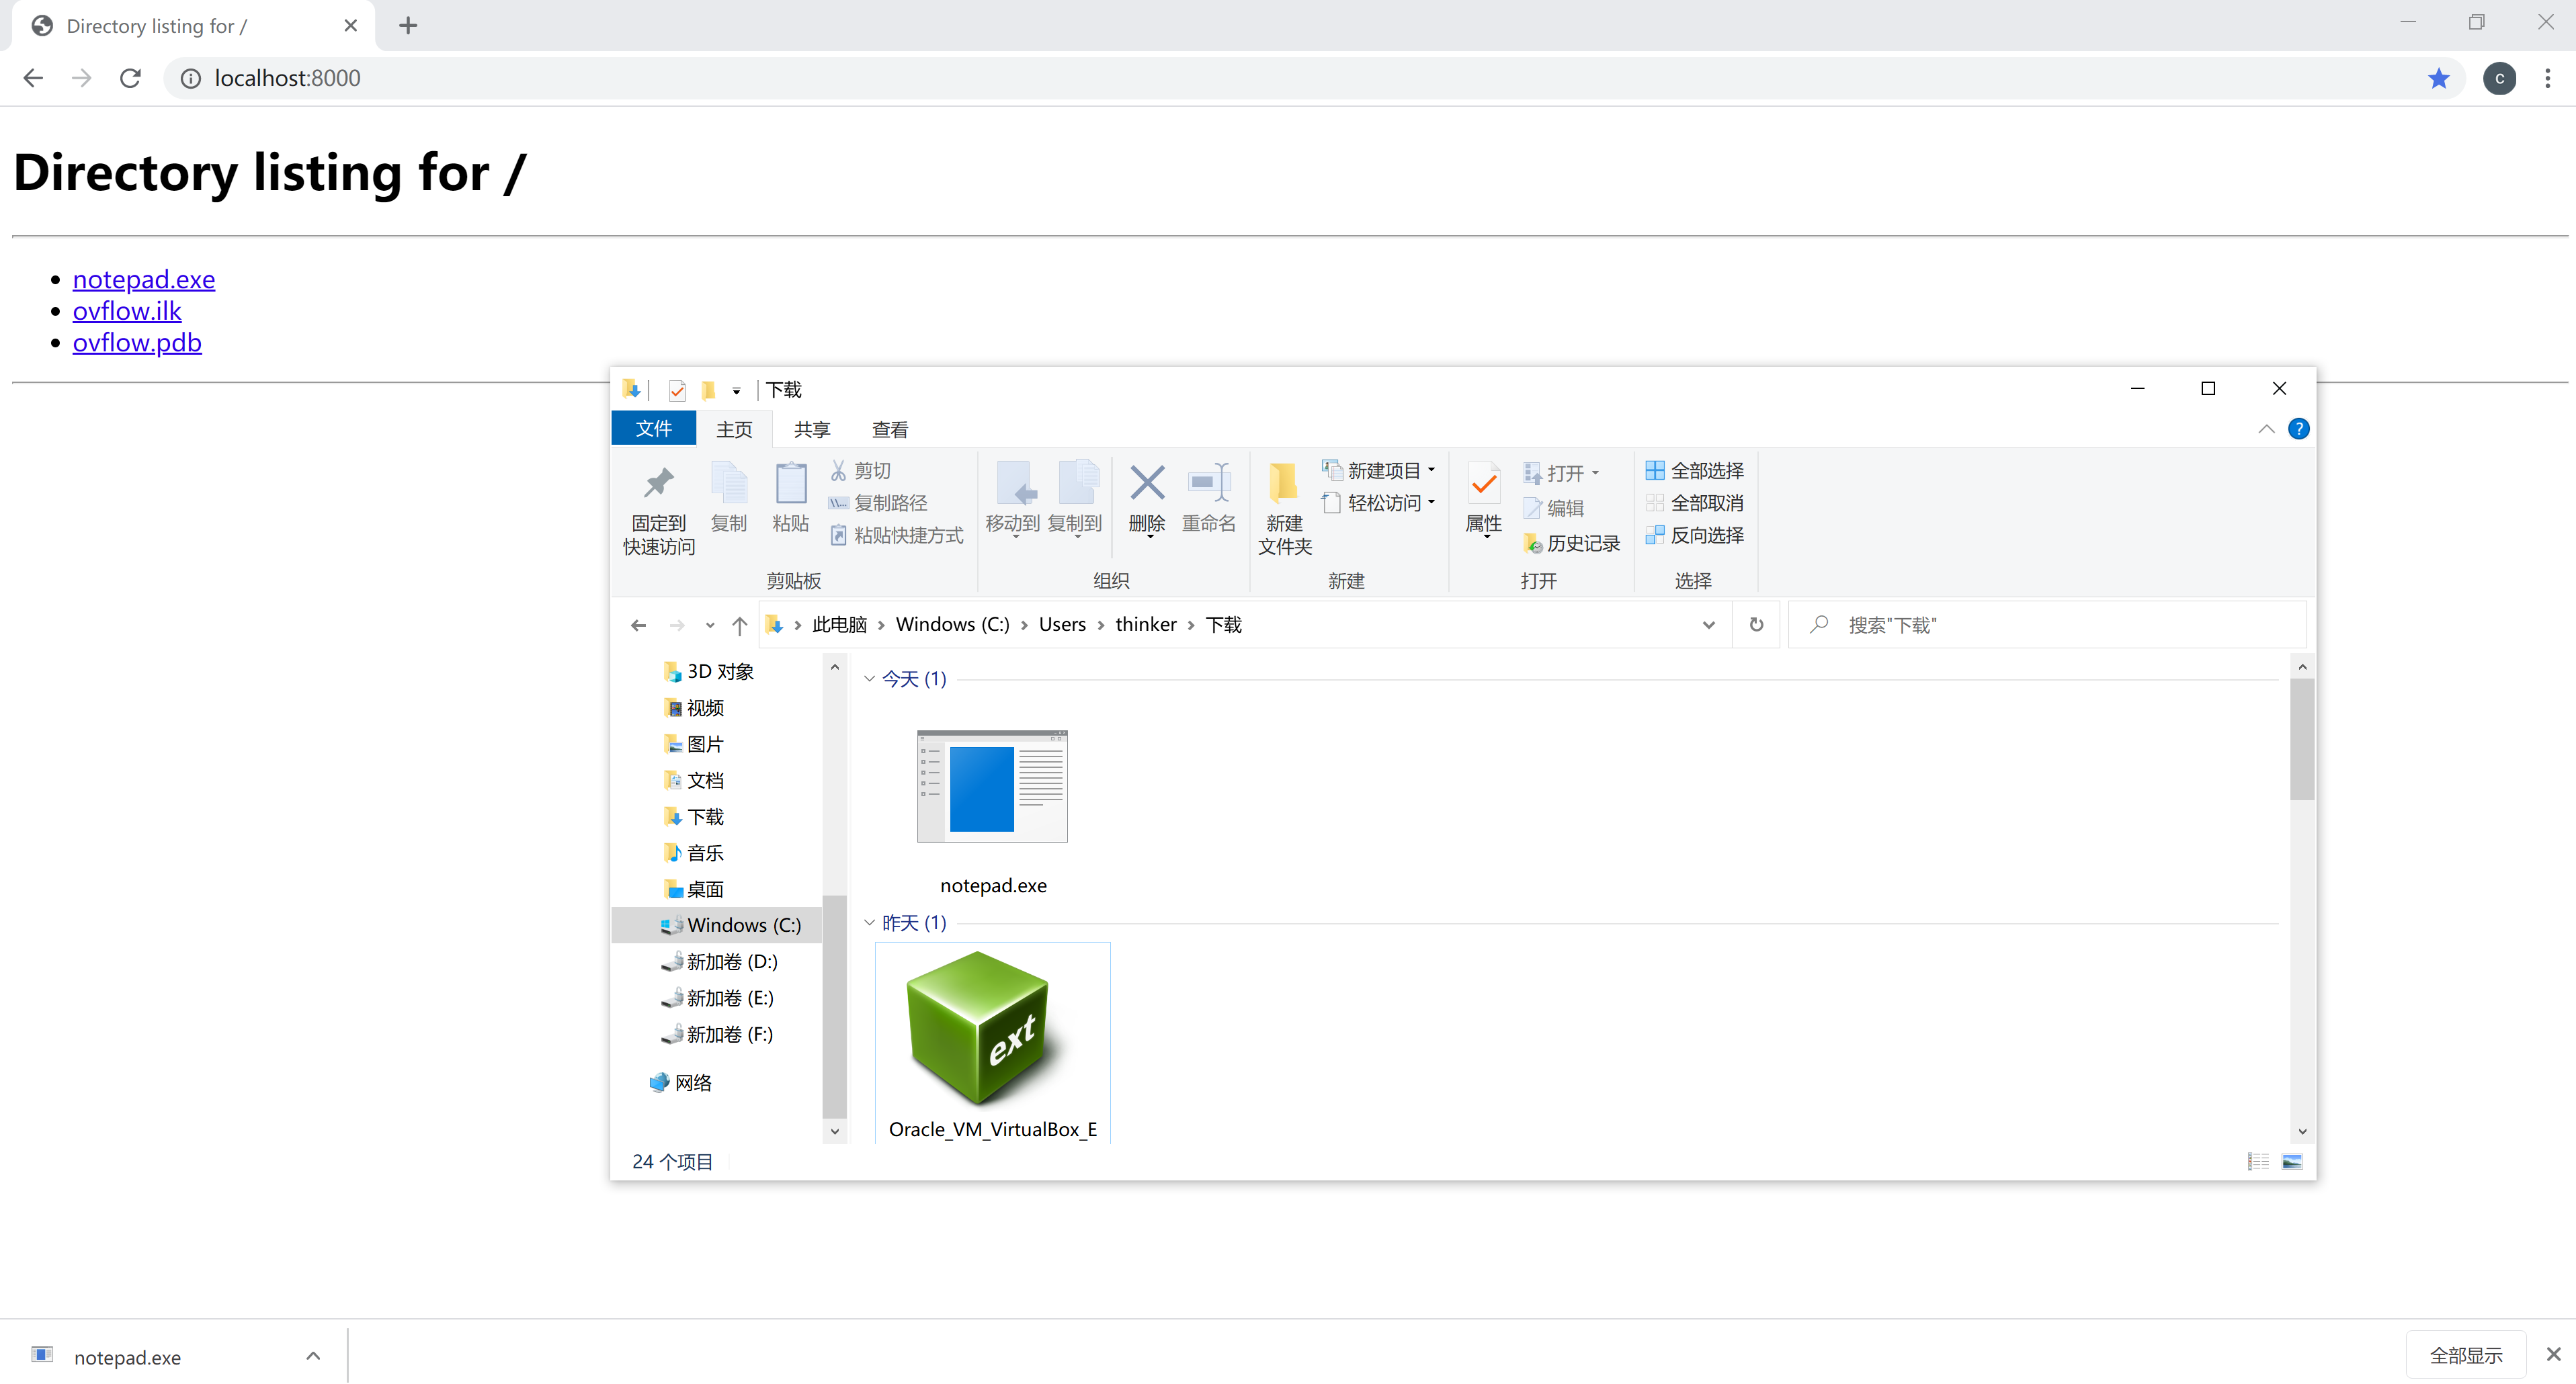 Directory listing for /
localhost:8000
c
Directory listing for /
notepad.exe
ovflow.ilk
ovflow.pdb
下载
文件 主页 共享 查看
?
固定到
快速访问
复制
粘贴
剪切
复制路径
粘贴快捷方式
剪贴板
移动到
复制到
删除
重命名
组织
新建
文件夹
新建项目
轻松访问
新建
属性
打开
编辑
历史记录
打开
全部选择
全部取消
反向选择
选择
此电脑 Windows (C:) Users thinker 下载
搜索"下载"
3D 对象
视频
图片
文档
下载
音乐
桌面
Windows (C:)
新加卷 (D:)
新加卷 (E:)
新加卷 (F:)
网络
今天 (1)
notepad.exe
昨天 (1)
ext
Oracle_VM_VirtualBox_E
24 个项目
notepad.exe
全部显示